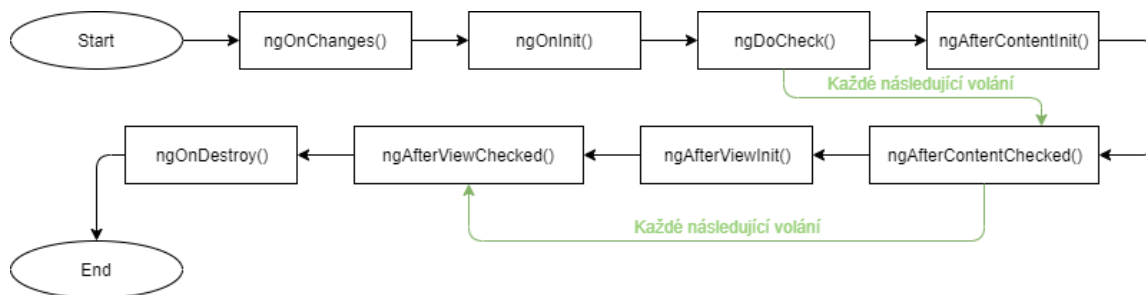 Start
ngOnChanges()
ngOnInit()
ngDoCheck()
ngAfterContentInit()
Každé následující volání
ngOnDestroy()
ngAfterViewChecked()
ngAfterViewInit()
ngAfterContentChecked()
Každé následující volání
End